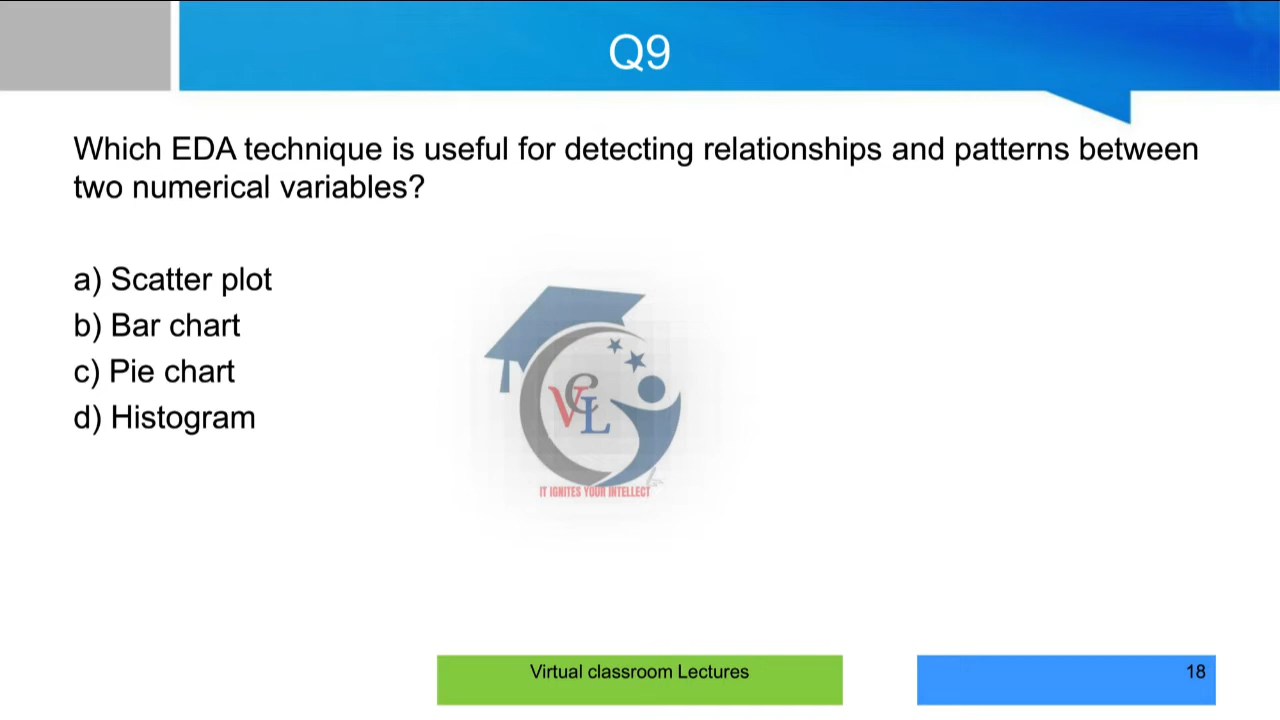 Q9
Which EDA technique is useful for detecting relationships and patterns between
two numerical variables?
a) Scatter plot
b) Bar chart
c) Pie chart
d) Histogram
VCL
IT IGNITES YOUR INTELLECT
Virtual classroom Lectures
18